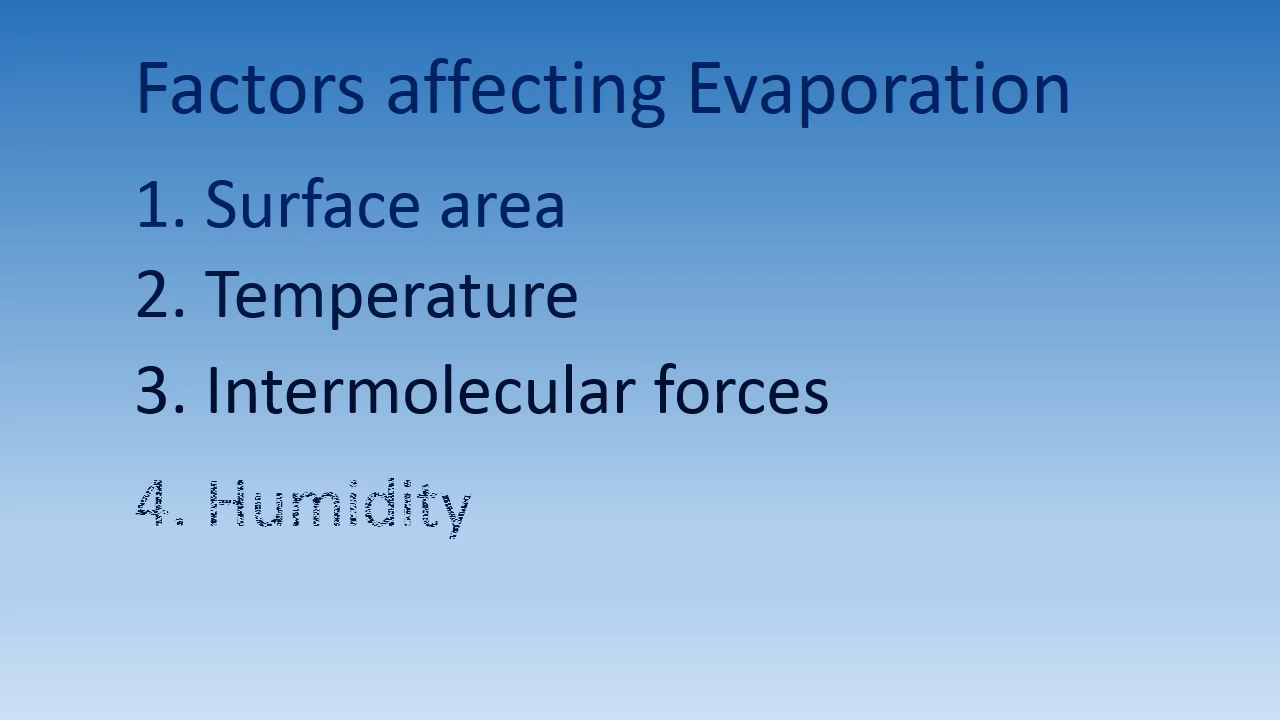 Factors affecting Evaporation
1. Surface area
2. Temperature
3. Intermolecular forces
4. Humidity